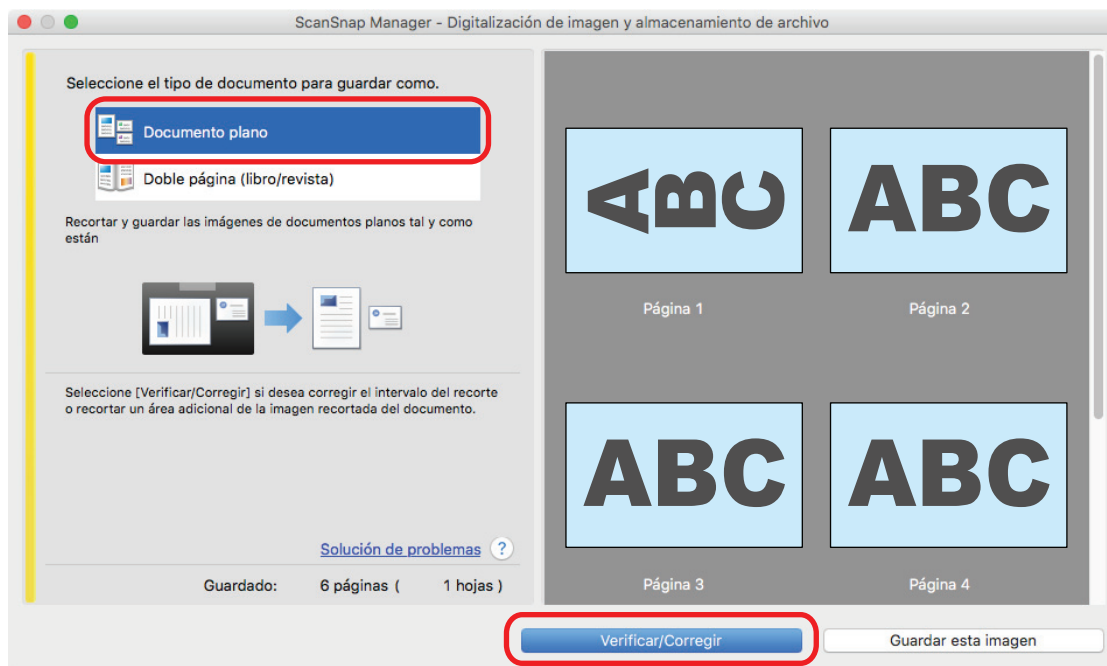 ScanSnap Manager - Digitalización de imagen y almacenamiento de archivo
Seleccione el tipo de documento para guardar como.
Documento plano
Doble página (libro/revista)
Recortar y guardar las imágenes de documentos planos tal y como
están
Seleccione [Verificar/Corregir] si desea corregir el intervalo del recorte
o recortar un área adicional de la imagen recortada del documento.
Solución de problemas ?
Guardado: 6 páginas ( 1 hojas )
ABC
ABC
Página 1
Página 2
ABC
ABC
Página 3
Página 4
Verificar/Corregir
Guardar esta imagen